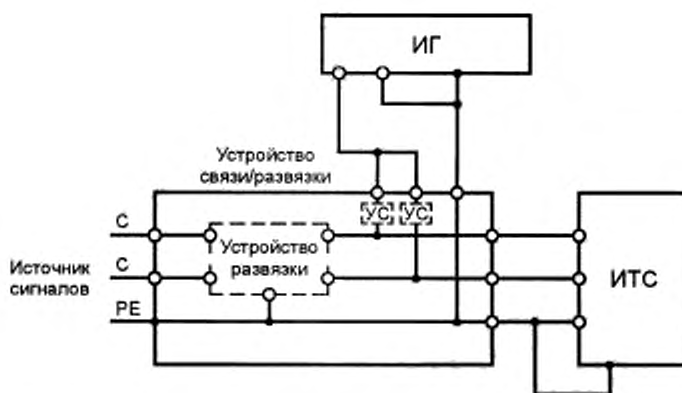 ИГ
Устройство
связи/развязки
УС УС
С
Устройство
развязки
Источник
сигналов
С
ИТС
PE